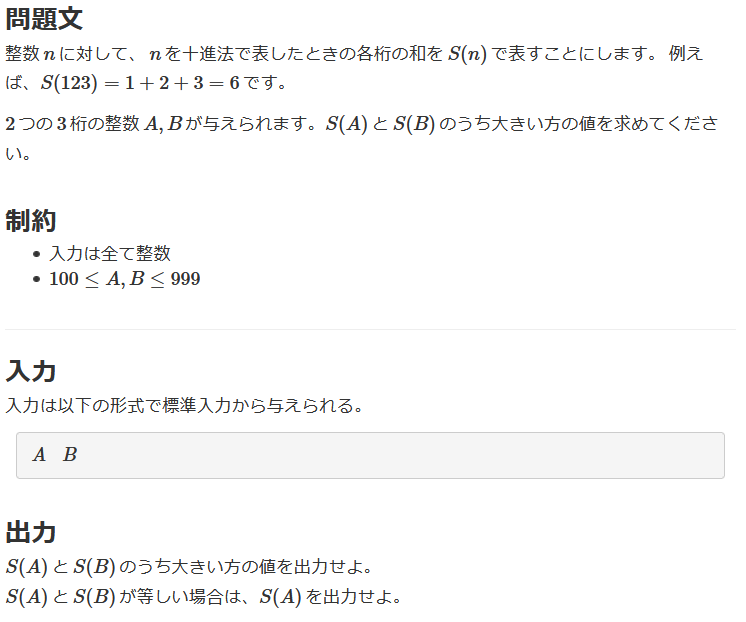 問題文
整数 n に対して、 n を十進法で表したときの各桁の和を S(n) で表すことにします。 例え
ば、S(123) = 1 + 2 + 3 = 6 です。
2 つの 3 桁の整数 A, B が与えられます。S(A) と S(B) のうち大きい方の値を求めてくださ
い。
制約
• 入力は全て整数
• 100 ≤ A, B ≤ 999
入力
入力は以下の形式で標準入力から与えられる。
A B
出力
S(A) と S(B) のうち大きい方の値を出力せよ。
S(A) と S(B) が等しい場合は、S(A) を出力せよ。